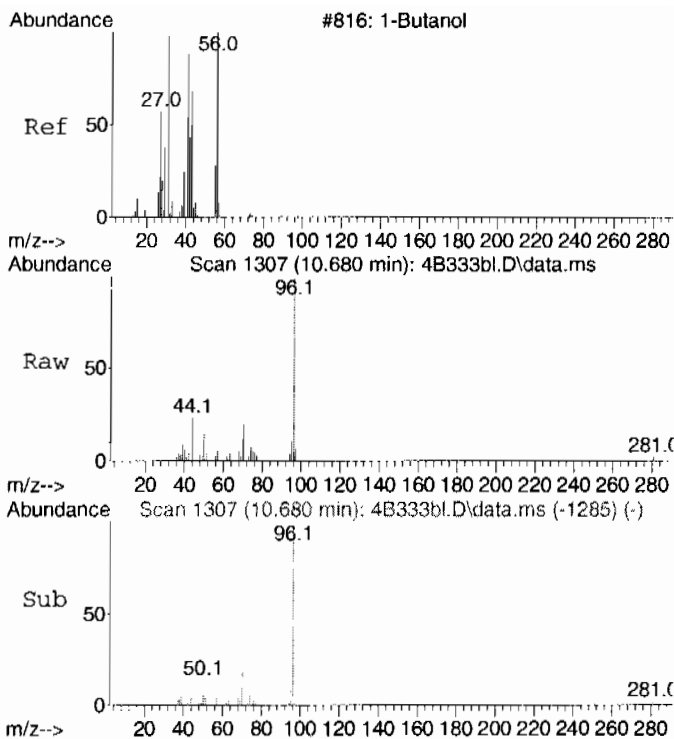 Abundance #816: 1-Butanol
56.0
27.0
Ref 50
0
m/z--> 20 40 60 80 100 120 140 160 180 200 220 240 260 280
Abundance Scan 1307 (10.680 min): 4B333bl.D\data.ms
96.1
Raw 50
44.1
281.0
0
m/z--> 20 40 60 80 100 120 140 160 180 200 220 240 260 280
Abundance Scan 1307 (10.680 min): 4B333bl.D\data.ms (-1285) (-)
96.1
Sub 50
50.1
281.0
0
m/z--> 20 40 60 80 100 120 140 160 180 200 220 240 260 280